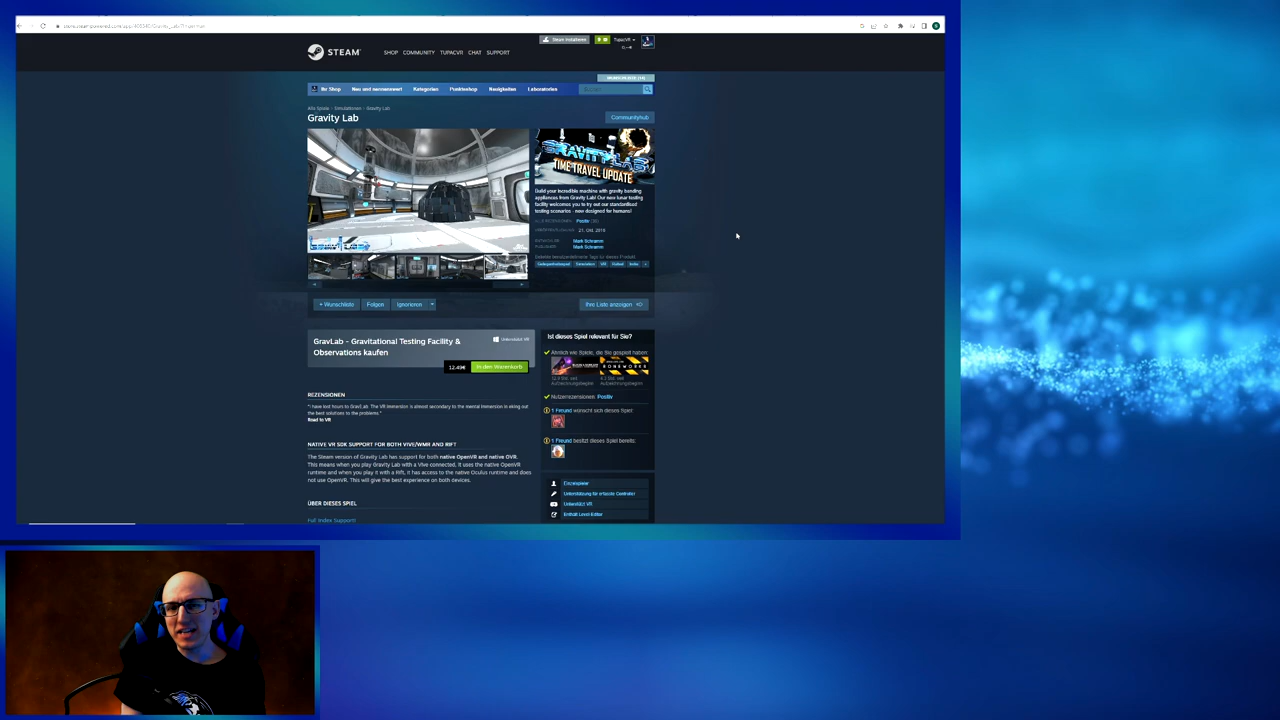 STEAM
SHOP COMMUNITY TUPACVR CHAT SUPPORT
Steam installieren
TupacVR
Ihr Shop Neu und nennenswert Kategorien Punkteshop Neuigkeiten Laboratories
Alle Spiele > Simulationen > Gravity Lab
Gravity Lab
Communityhub
GRAVITY LAB
TIME TRAVEL UPDATE
Build your incredible machine with gravity bending
appliances from Gravity Lab! Our new lunar testing
facility welcomes you to try out our standardised
testing scenarios - now designed for humans!
Positiv
Mark Schramm
Mark Schramm
+ Wunschliste Folgen Ignorieren
Ihre Liste anzeigen
GravLab - Gravitational Testing Facility &
Observations kaufen
Unterstützt VR
12,49€ In den Warenkorb
Ist dieses Spiel relevant für Sie?
Ähnlich wie Spiele, die Sie gespielt haben:
BONEWORKS
Nutzerrezensionen: Positiv
1 Freund wünscht sich dieses Spiel:
1 Freund besitzt dieses Spiel bereits:
REZENSIONEN
"I have lost hours to GravLab. The VR immersion is almost secondary to the mental immersion in eking out
the best solutions to the problems."
Road to VR
NATIVE VR SDK SUPPORT FOR BOTH VIVE/WMR AND RIFT
The Steam version of Gravity Lab has support for both native OpenVR and native OVR.
This means when you play Gravity Lab with a Vive connected, it uses the native OpenVR
runtime and when you play it with a Rift, it has access to the native Oculus runtime and does
not use OpenVR. This will give the best experience on both devices.
Einzelspieler
Unterstützung für erfasste Controller
Unterstützt VR
Enthält Level-Editor
ÜBER DIESES SPIEL
Full Index Support!